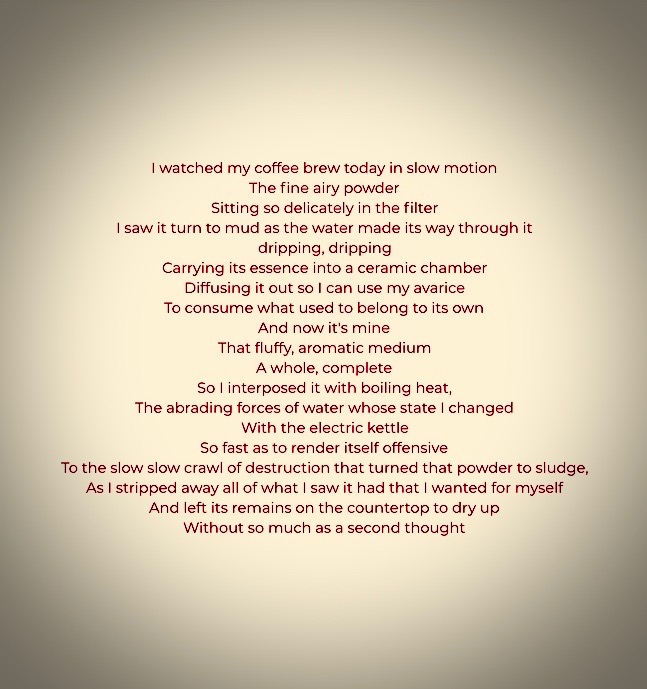 I watched my coffee brew today in slow motion
The fine airy powder
Sitting so delicately in the filter
I saw it turn to mud as the water made its way through it
dripping, dripping
Carrying its essence into a ceramic chamber
Diffusing it out so I can use my avarice
To consume what used to belong to its own
And now it's mine
That fluffy, aromatic medium
A whole, complete
So I interposed it with boiling heat,
The abrading forces of water whose state I changed
With the electric kettle
So fast as to render itself offensive
To the slow slow crawl of destruction that turned that powder to sludge,
As I stripped away all of what I saw it had that I wanted for myself
And left its remains on the countertop to dry up
Without so much as a second thought